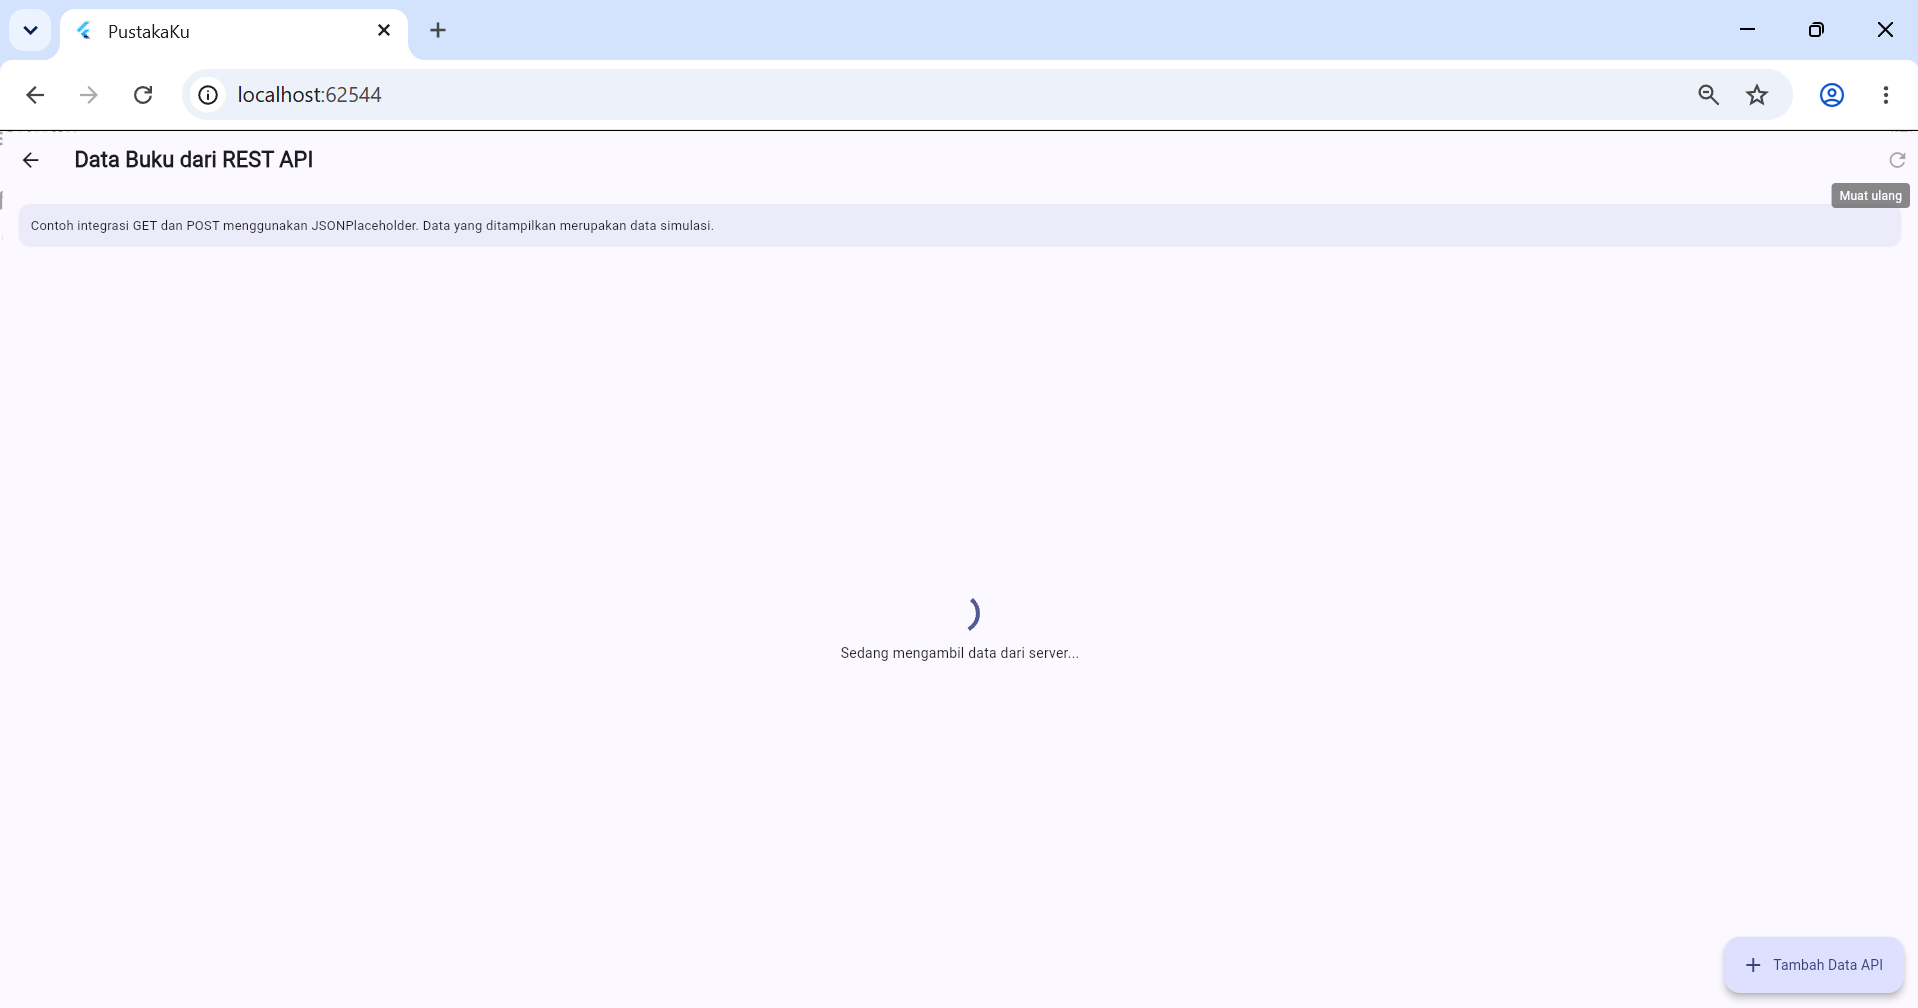 PustakaKu
localhost:62544
Data Buku dari REST API
Muat ulang
Contoh integrasi GET dan POST menggunakan JSONPlaceholder. Data yang ditampilkan merupakan data simulasi.
Sedang mengambil data dari server...
Tambah Data API